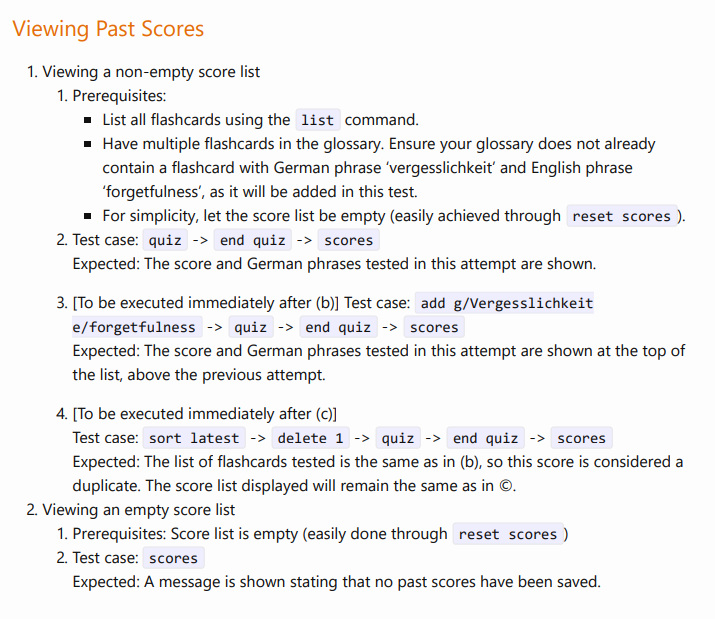 Viewing Past Scores
1. Viewing a non-empty score list
1. Prerequisites:
▪ List all flashcards using the list command.
▪ Have multiple flashcards in the glossary. Ensure your glossary does not already
contain a flashcard with German phrase ‘vergesslichkeit’ and English phrase
‘forgetfulness’, as it will be added in this test.
▪ For simplicity, let the score list be empty (easily achieved through reset scores ).
2. Test case: quiz -> end quiz -> scores
Expected: The score and German phrases tested in this attempt are shown.
3. [To be executed immediately after (b)] Test case: add g/Vergesslichkeit
e/forgetfulness -> quiz -> end quiz -> scores
Expected: The score and German phrases tested in this attempt are shown at the top of
the list, above the previous attempt.
4. [To be executed immediately after (c)]
Test case: sort latest -> delete 1 -> quiz -> end quiz -> scores
Expected: The list of flashcards tested is the same as in (b), so this score is considered a
duplicate. The score list displayed will remain the same as in ©.
2. Viewing an empty score list
1. Prerequisites: Score list is empty (easily done through reset scores )
2. Test case: scores
Expected: A message is shown stating that no past scores have been saved.